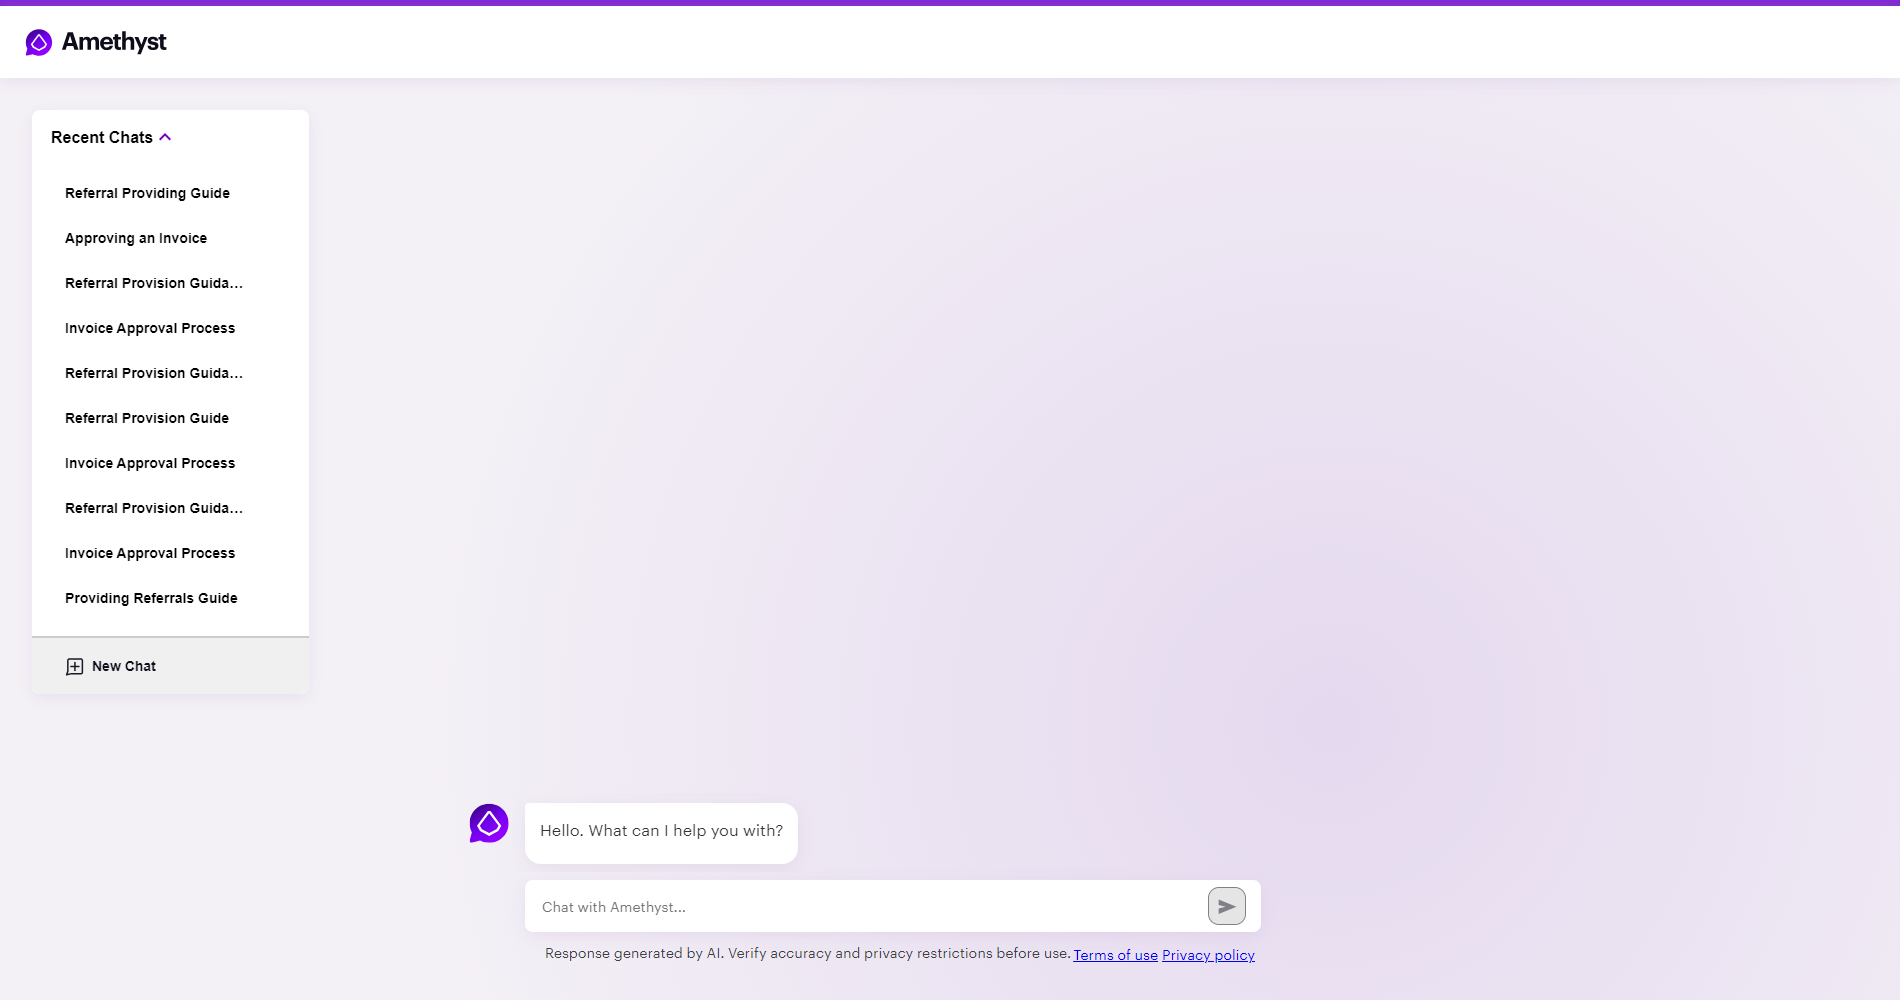 Amethyst
Recent Chats
Referral Providing Guide
Approving an Invoice
Referral Provision Guida...
Invoice Approval Process
Referral Provision Guida...
Referral Provision Guide
Invoice Approval Process
Referral Provision Guida...
Invoice Approval Process
Providing Referrals Guide
New Chat
Hello. What can I help you with?
Chat with Amethyst...
Response generated by AI. Verify accuracy and privacy restrictions before use. Terms of use Privacy policy